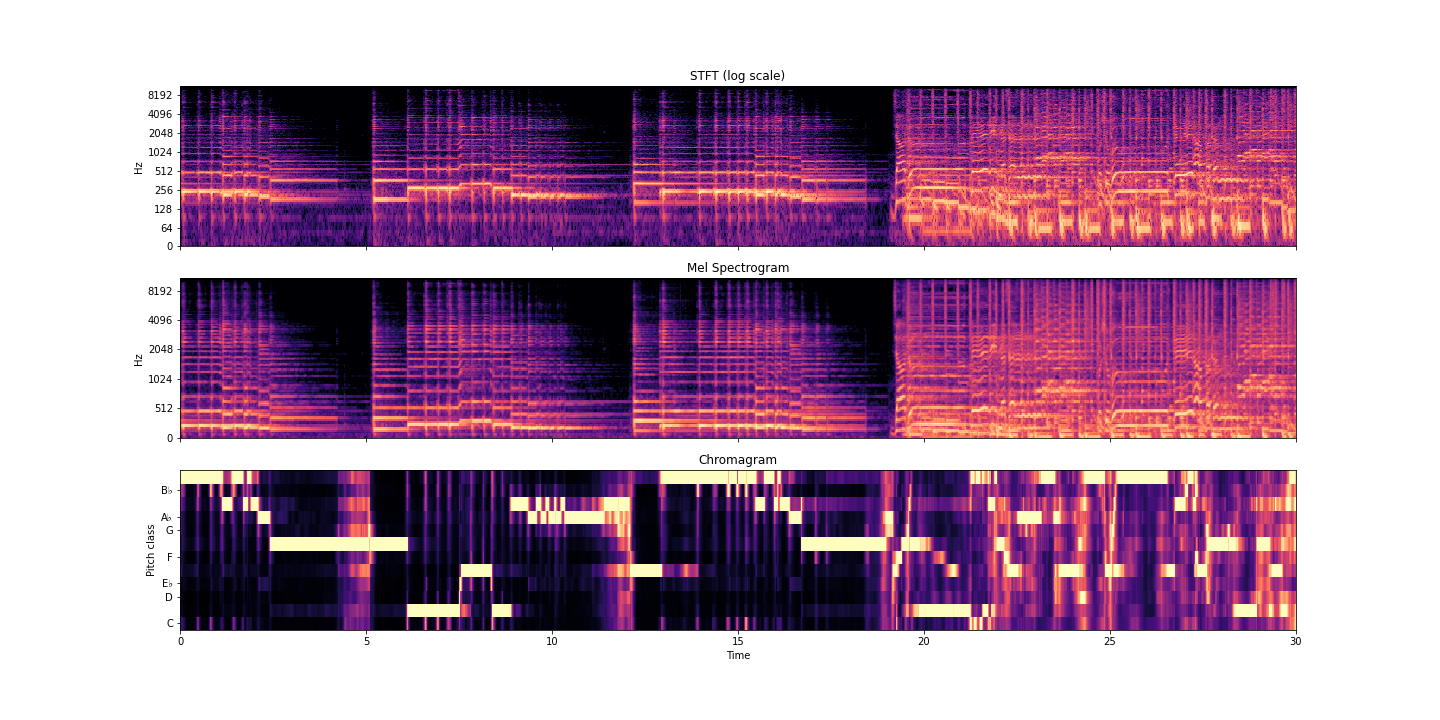 STFT (log scale)
8192
4096
2048
1024
512
256
128
64
0
Hz
Mel Spectrogram
8192
4096
2048
1024
512
0
Hz
Chromagram
B♭
A♭
G
F
E♭
D
C
Pitch class
0 5 10 15 20 25 30
Time